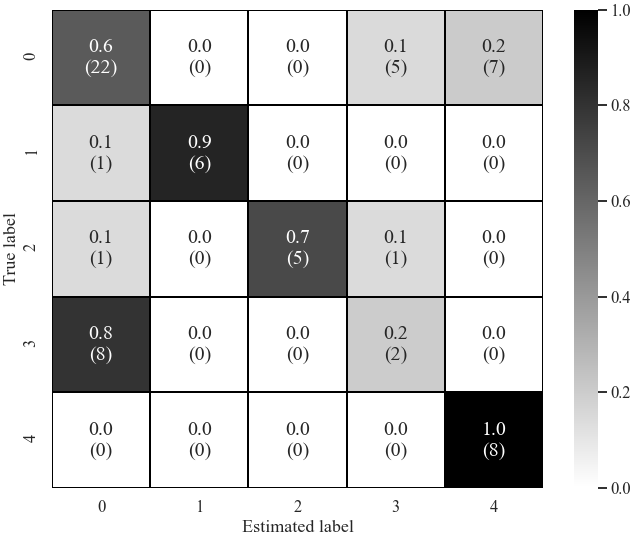 0.6 0.0 0.0 0.1 0.2
(22) (0) (0) (5) (7)
0.1 0.9 0.0 0.0 0.0
(1) (6) (0) (0) (0)
0.1 0.0 0.7 0.1 0.0
(1) (0) (5) (1) (0)
0.8 0.0 0.0 0.2 0.0
(8) (0) (0) (2) (0)
0.0 0.0 0.0 0.0 1.0
(0) (0) (0) (0) (8)
0
1
2
3
4
True label
0 1 2 3 4
Estimated label
1.0
0.8
0.6
0.4
0.2
0.0